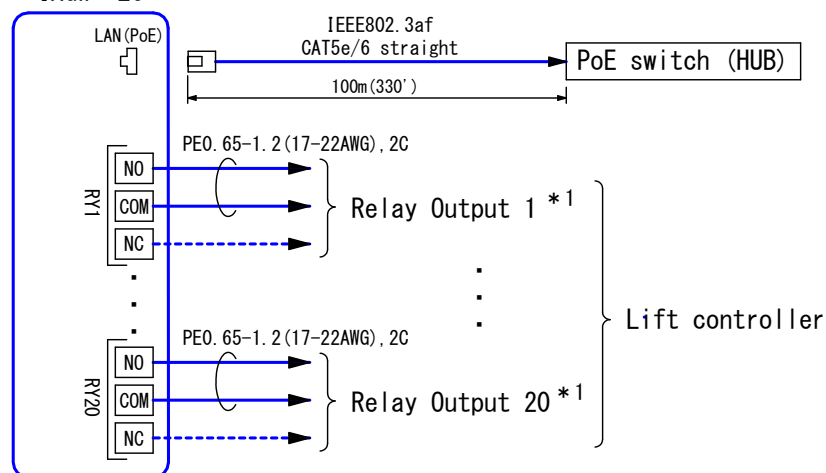 LAN(PoE)
IEEE802.3af
CAT5e/6 straight
PoE switch (HUB)
100m(330')
PE0.65-1.2(17-22AWG),2C
NO
COM
NC
RY1
Relay Output 1 *1
Lift controller
PE0.65-1.2(17-22AWG),2C
NO
COM
NC
RY20
Relay Output 20 *1